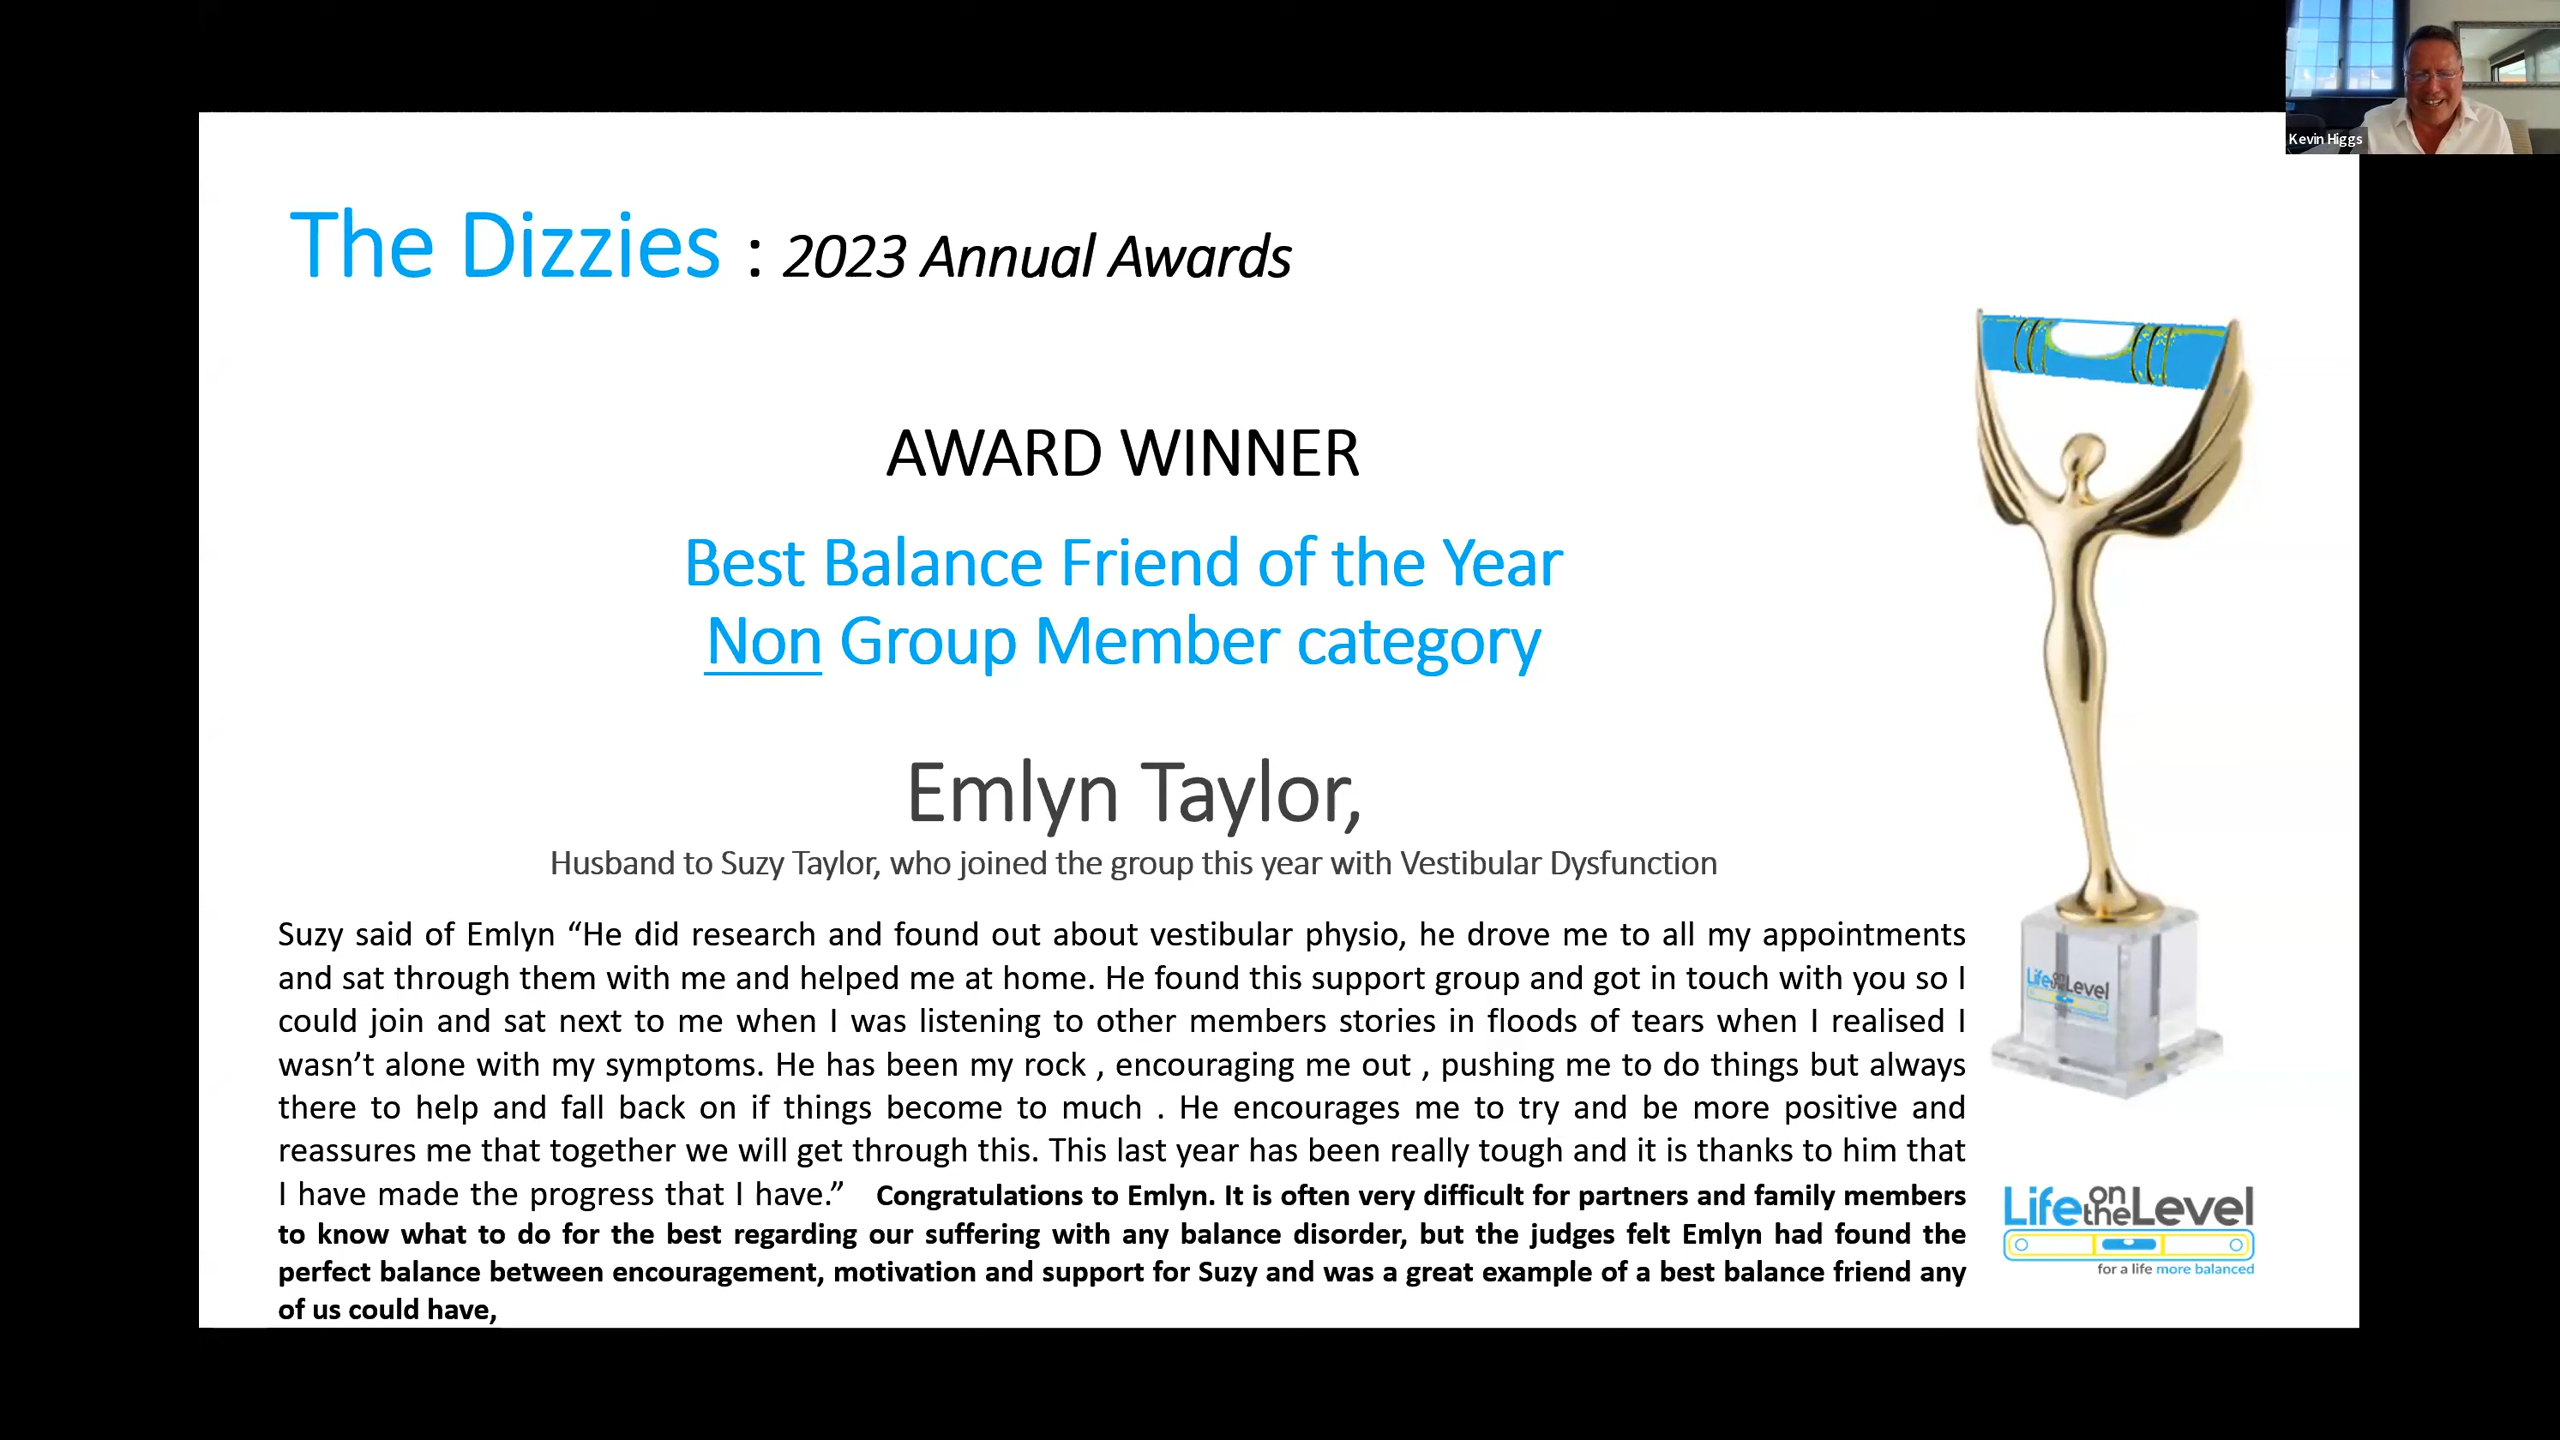 Kevin Higgs
The Dizzies : 2023 Annual Awards
AWARD WINNER
Best Balance Friend of the Year
Non Group Member category
Emlyn Taylor,
Husband to Suzy Taylor, who joined the group this year with Vestibular Dysfunction
Suzy said of Emlyn “He did research and found out about vestibular physio, he drove me to all my appointments
and sat through them with me and helped me at home. He found this support group and got in touch with you so I
could join and sat next to me when I was listening to other members stories in floods of tears when I realised I
wasn’t alone with my symptoms. He has been my rock , encouraging me out , pushing me to do things but always
there to help and fall back on if things become to much . He encourages me to try and be more positive and
reassures me that together we will get through this. This last year has been really tough and it is thanks to him that
I have made the progress that I have.” Congratulations to Emlyn. It is often very difficult for partners and family members
to know what to do for the best regarding our suffering with any balance disorder, but the judges felt Emlyn had found the
perfect balance between encouragement, motivation and support for Suzy and was a great example of a best balance friend any
of us could have,
Life on the Level
Life on the Level
for a life more balanced